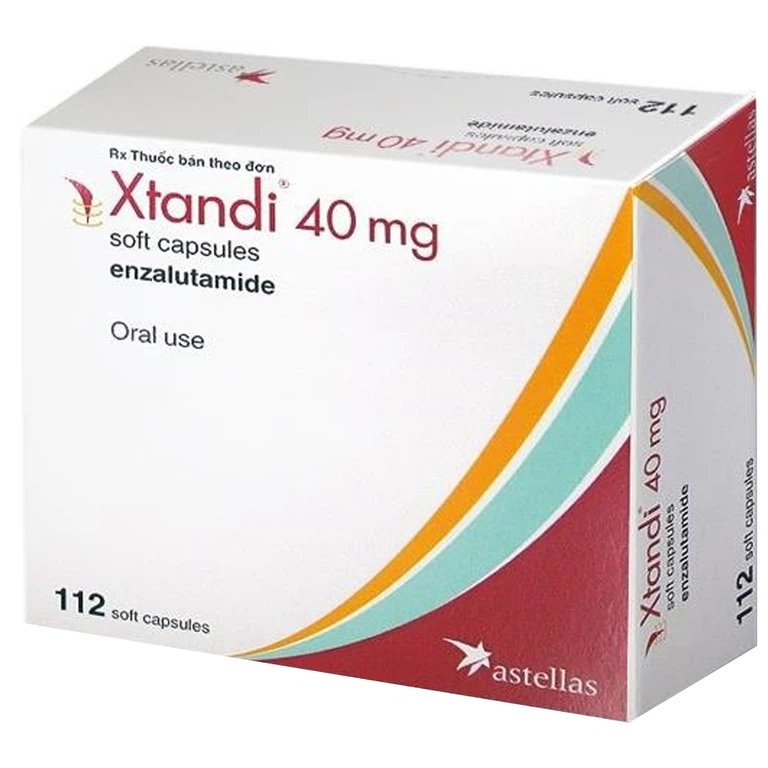 astellas
112 soft capsules
Xtandi 40 mg
soft capsules
enzalutamide
Rx Thuốc bán theo đơn
Xtandi® 40 mg
soft capsules
enzalutamide
Oral use
112 soft capsules
astellas
astellas
Xtandi® 40 mg
soft capsules
enzalutamide
112 soft capsules